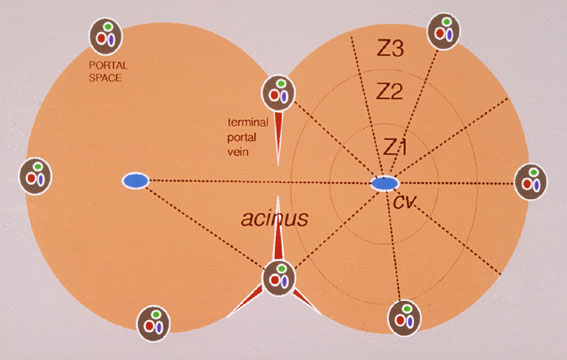 Z3
PORTAL
SPACE
Z2
terminal
portal
vein
Z1
cv
acinus